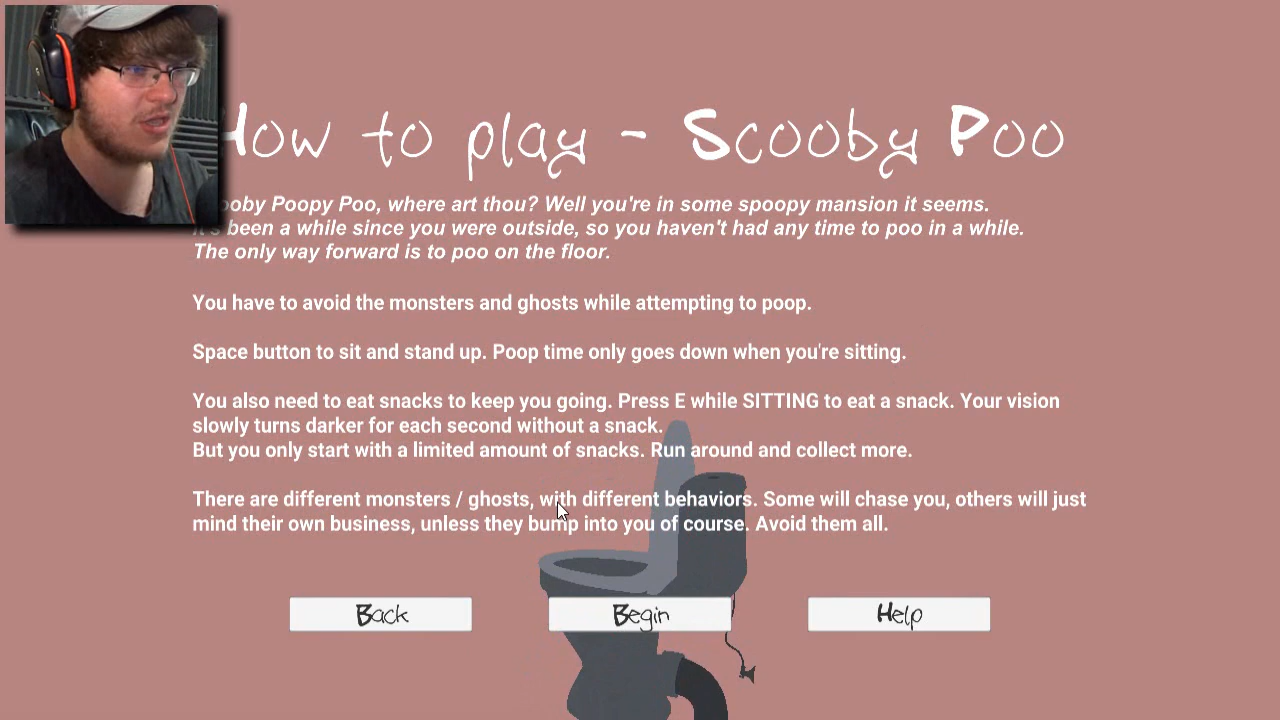 How to play - Scooby Poo
Poopy Poo, where art thou? Well you're in some spoopy mansion it seems.
It's been a while since you were outside, so you haven't had any time to poo in a while.
The only way forward is to poo on the floor.
You have to avoid the monsters and ghosts while attempting to poop.
Space button to sit and stand up. Poop time only goes down when you're sitting.
You also need to eat snacks to keep you going. Press E while SITTING to eat a snack. Your vision
slowly turns darker for each second without a snack.
But you only start with a limited amount of snacks. Run around and collect more.
There are different monsters / ghosts, with different behaviors. Some will chase you, others will just
mind their own business, unless they bump into you of course. Avoid them all.
Back Begin Help